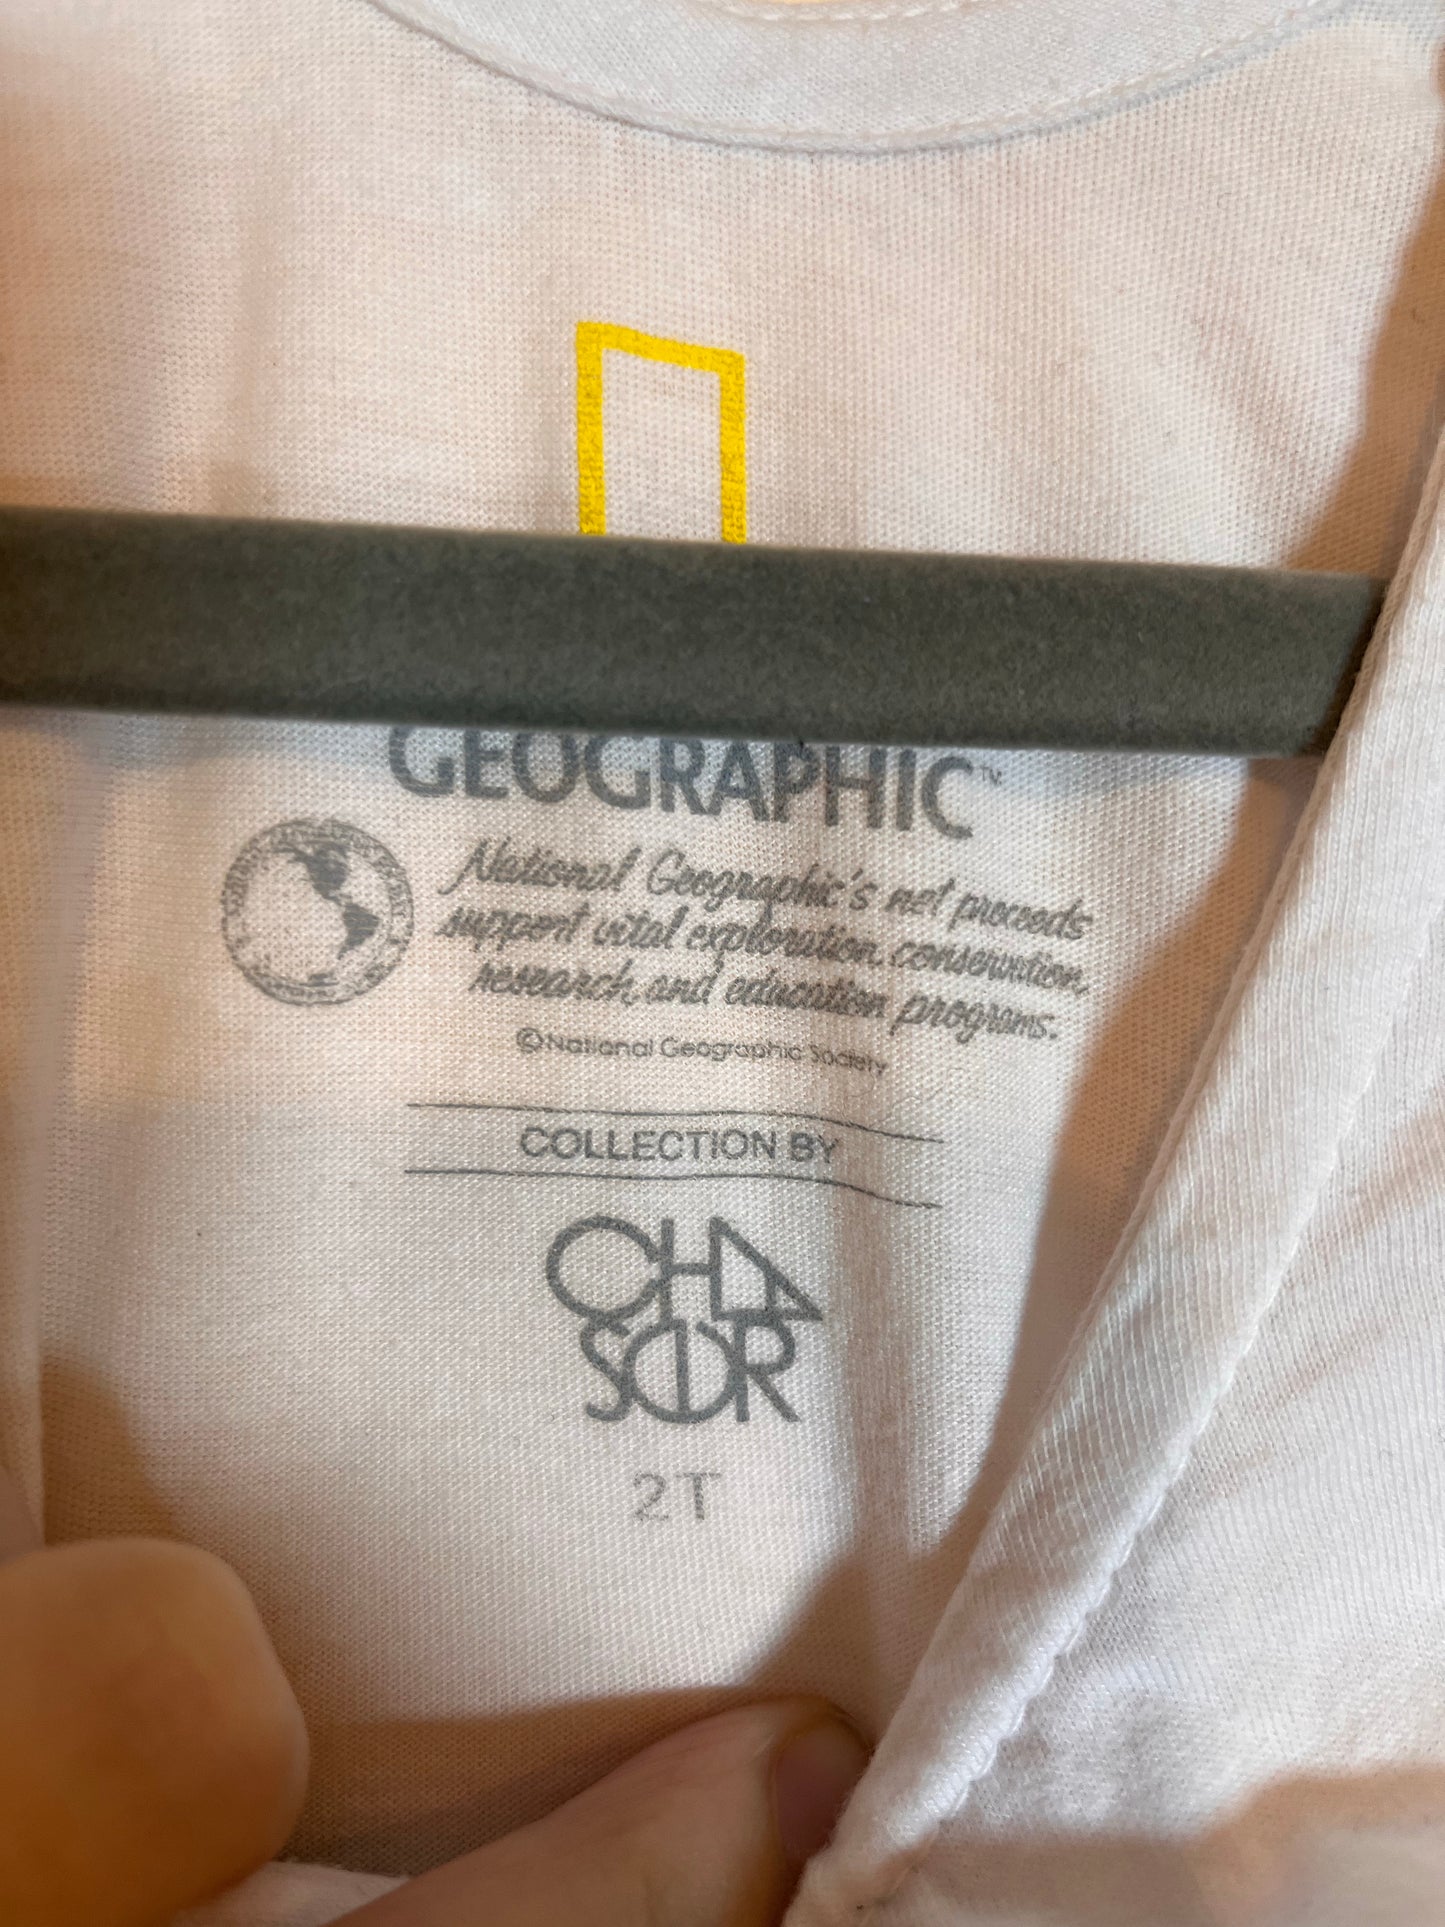 GEOGRAPHIC™
National Geographic's net proceeds
support vital exploration, conservation,
research, and education programs.
©National Geographic Society
COLLECTION BY
CHA
SOR
2T